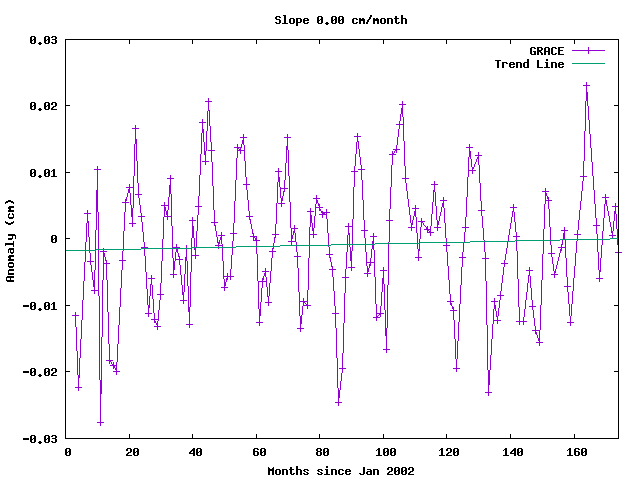 Slope 0.00 cm/month
0.03
GRACE
Trend Line
0.02
0.01
Anomaly (cm)
0
-0.01
-0.02
-0.03
0 20 40 60 80 100 120 140 160
Months since Jan 2002